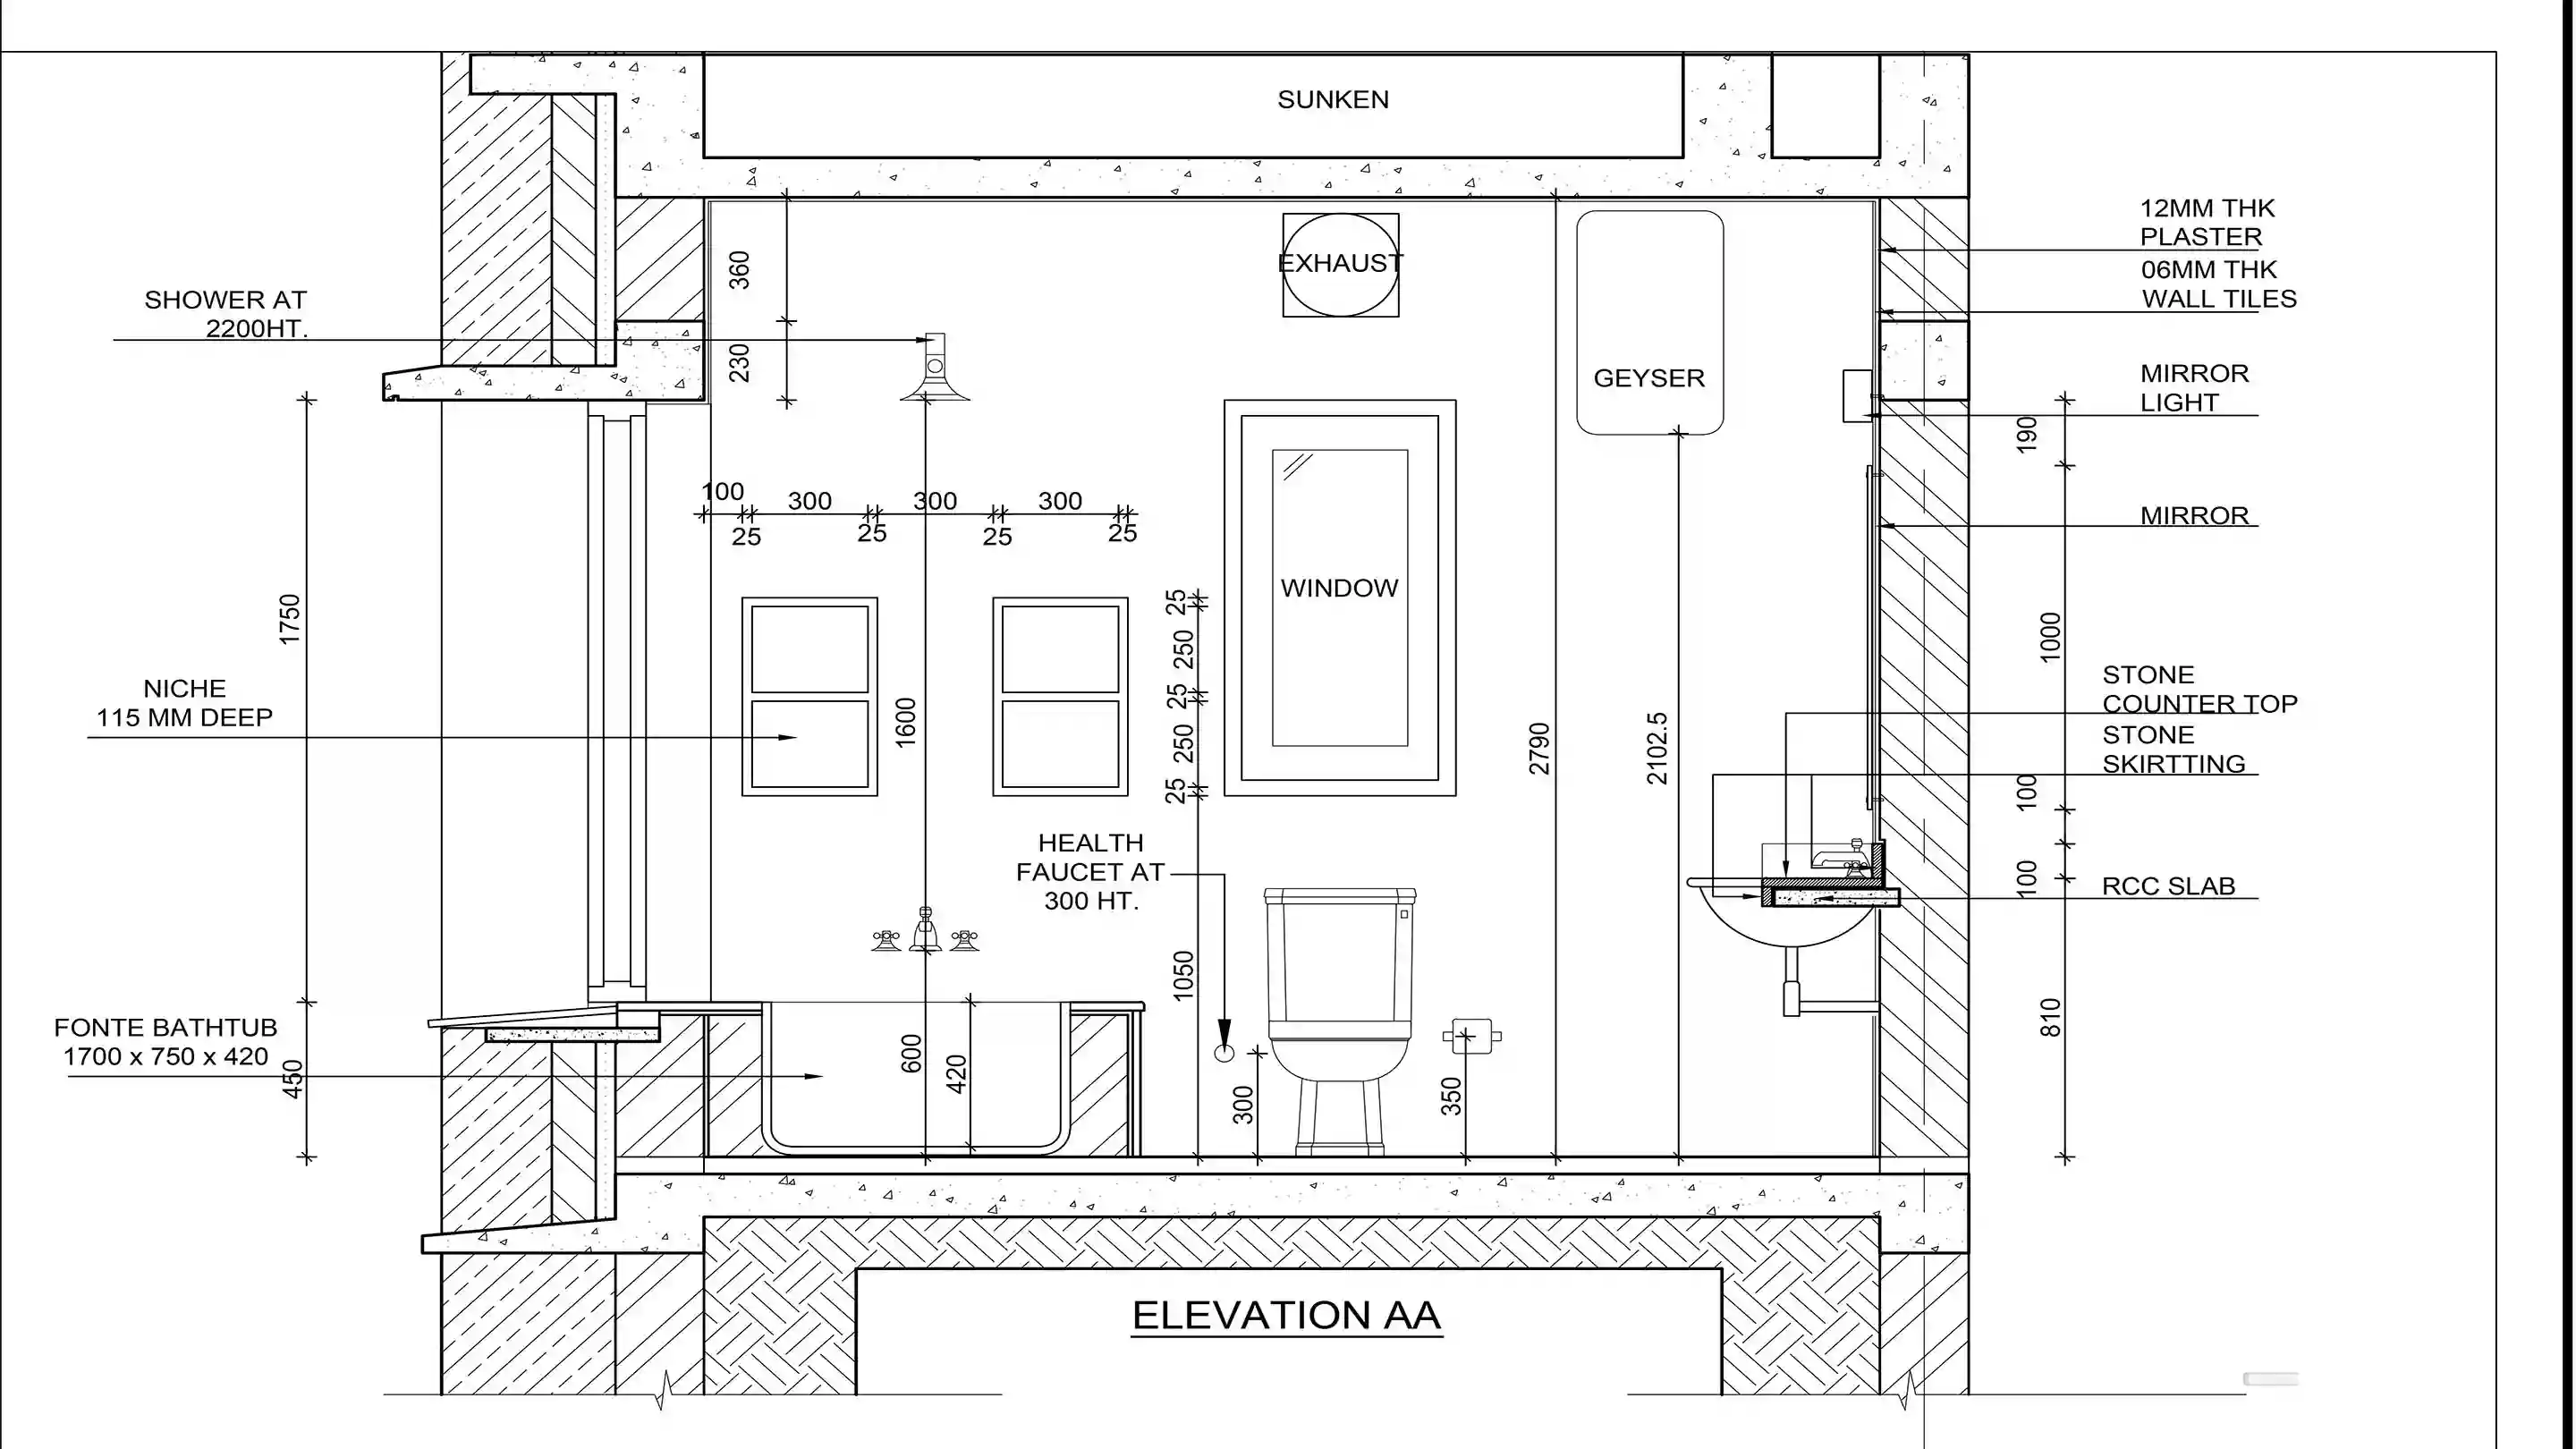 SUNKEN
12MM THK
PLASTER
06MM THK
WALL TILES
EXHAUST
360
SHOWER AT
2200HT.
230
GEYSER
MIRROR
LIGHT
190
100
300
300
300
25
25
25
25
MIRROR
WINDOW
1750
25
250
25
250
25
1000
NICHE
115 MM DEEP
1600
2790
2102.5
STONE
COUNTER TOP
STONE
SKIRTTING
100
HEALTH
FAUCET AT
300 HT.
100
RCC SLAB
1050
810
FONTE BATHTUB
1700 x 750 x 420
450
600
420
300
350
ELEVATION AA